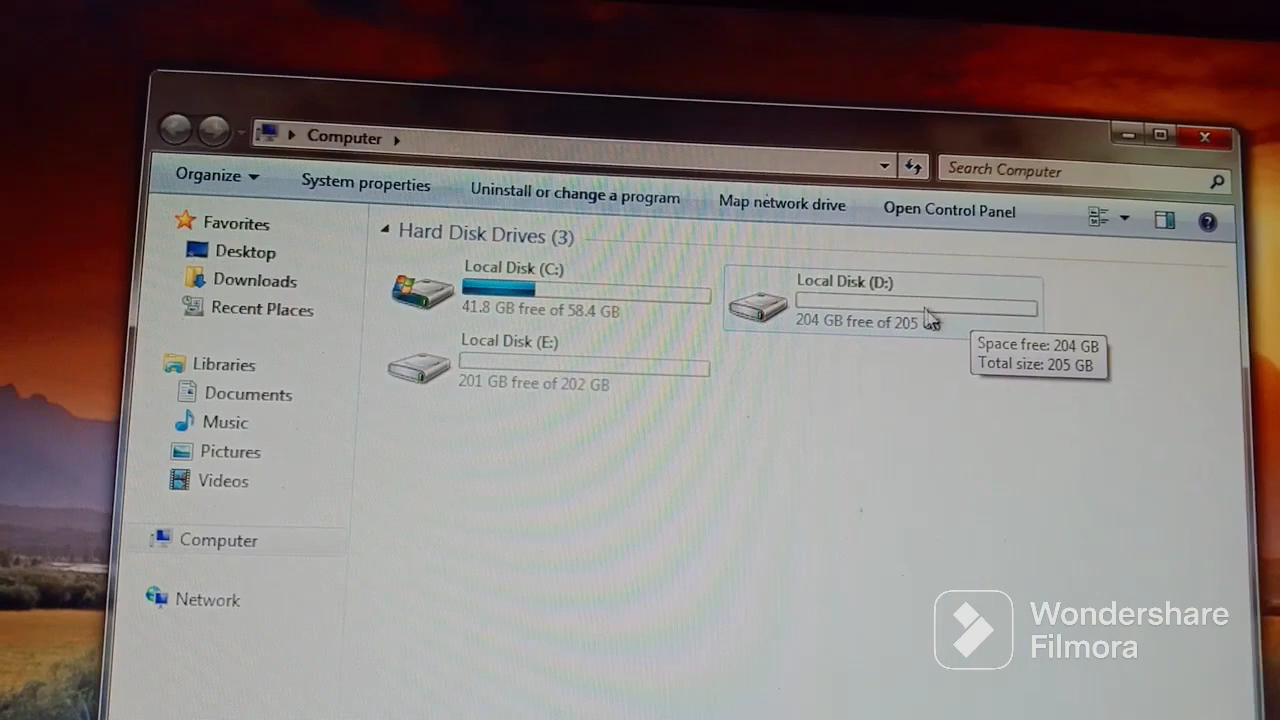 Computer
Search Computer
Organize
System properties
Uninstall or change a program
Map network drive
Open Control Panel
Favorites
Desktop
Downloads
Recent Places
Libraries
Documents
Music
Pictures
Videos
Computer
Network
Hard Disk Drives (3)
Local Disk (C:)
41.8 GB free of 58.4 GB
Local Disk (D:)
204 GB free of 205
Space free: 204 GB
Total size: 205 GB
Local Disk (E:)
201 GB free of 202 GB
Wondershare
Filmora